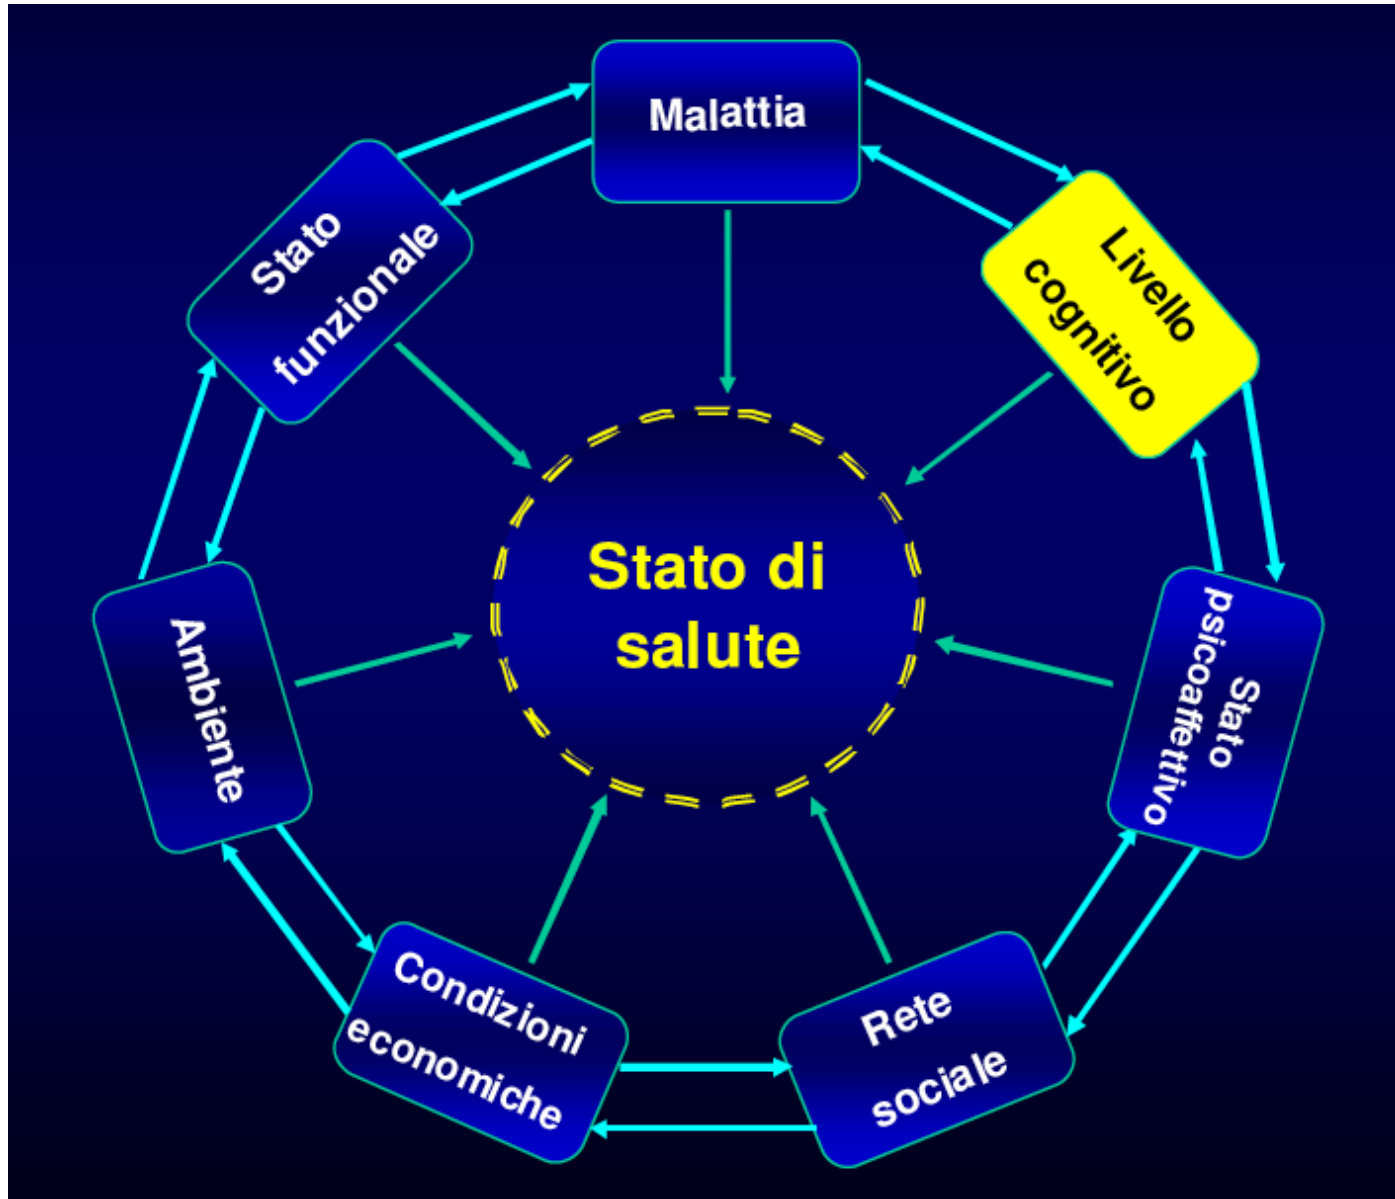 Malattia
Stato
funzionale
Livello
cognitivo
Stato di
salute
Ambiente
Stato
psicoaffettivo
Condizioni
economiche
Rete
sociale